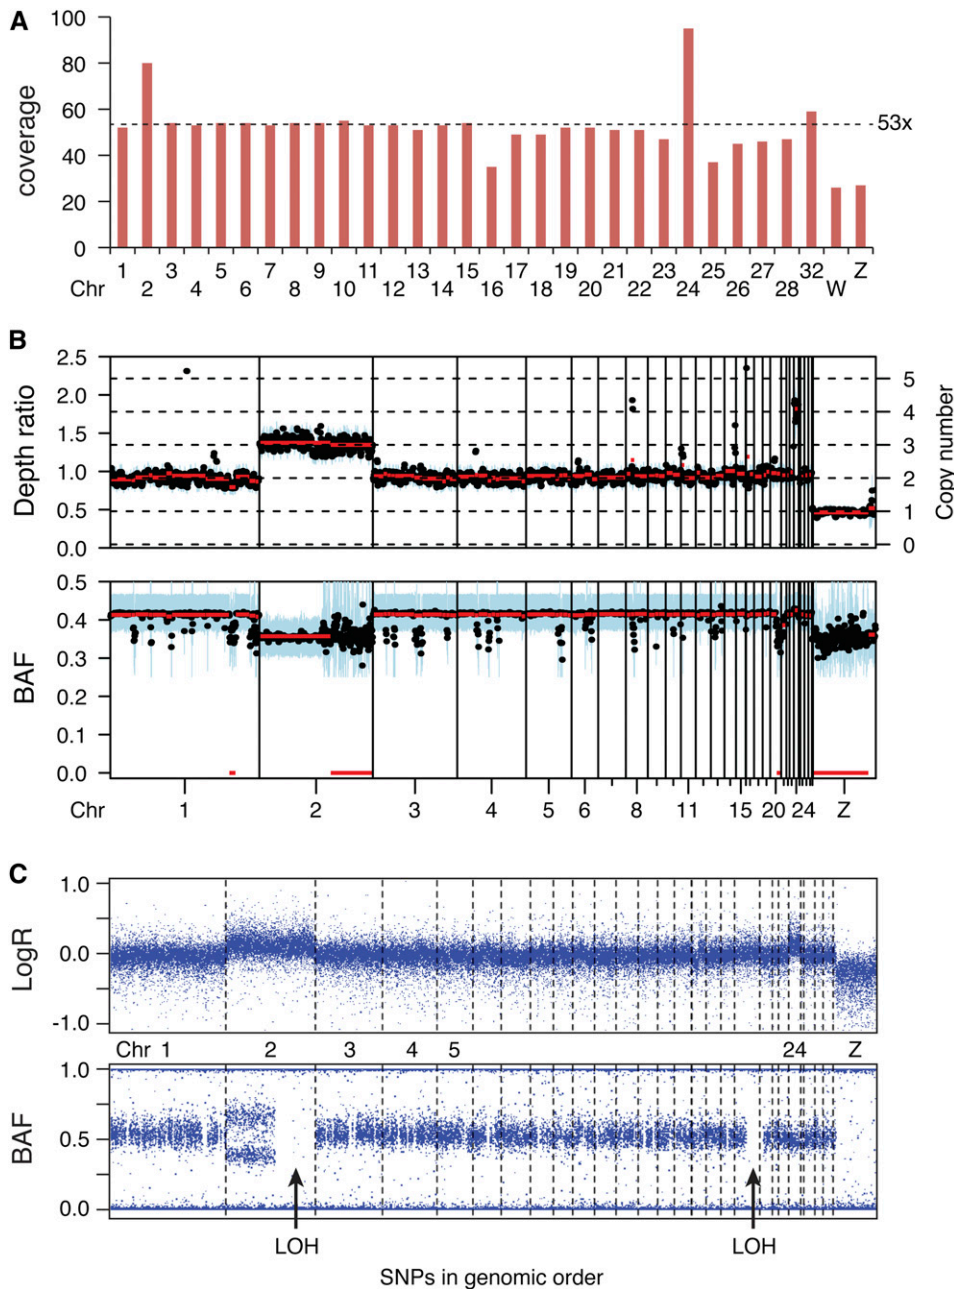 A
100
80
60
40
20
0
coverage
53x
1 3 5 7 9 11 13 15 17 19 21 23 25 27 32 Z
Chr 2 4 6 8 10 12 14 16 18 20 22 24 26 28 W
B
2.5
2.0
1.5
1.0
0.5
0.0
Depth ratio
5
4
3
2
1
0
Copy number
0.5
0.4
0.3
0.2
0.1
0.0
BAF
Chr 1 2 3 4 5 6 8 11 15 20 24 Z
C
1.0
0.0
-1.0
LogR
Chr 1 2 3 4 5 24 Z
1.0
0.5
0.0
BAF
LOH LOH
SNPs in genomic order